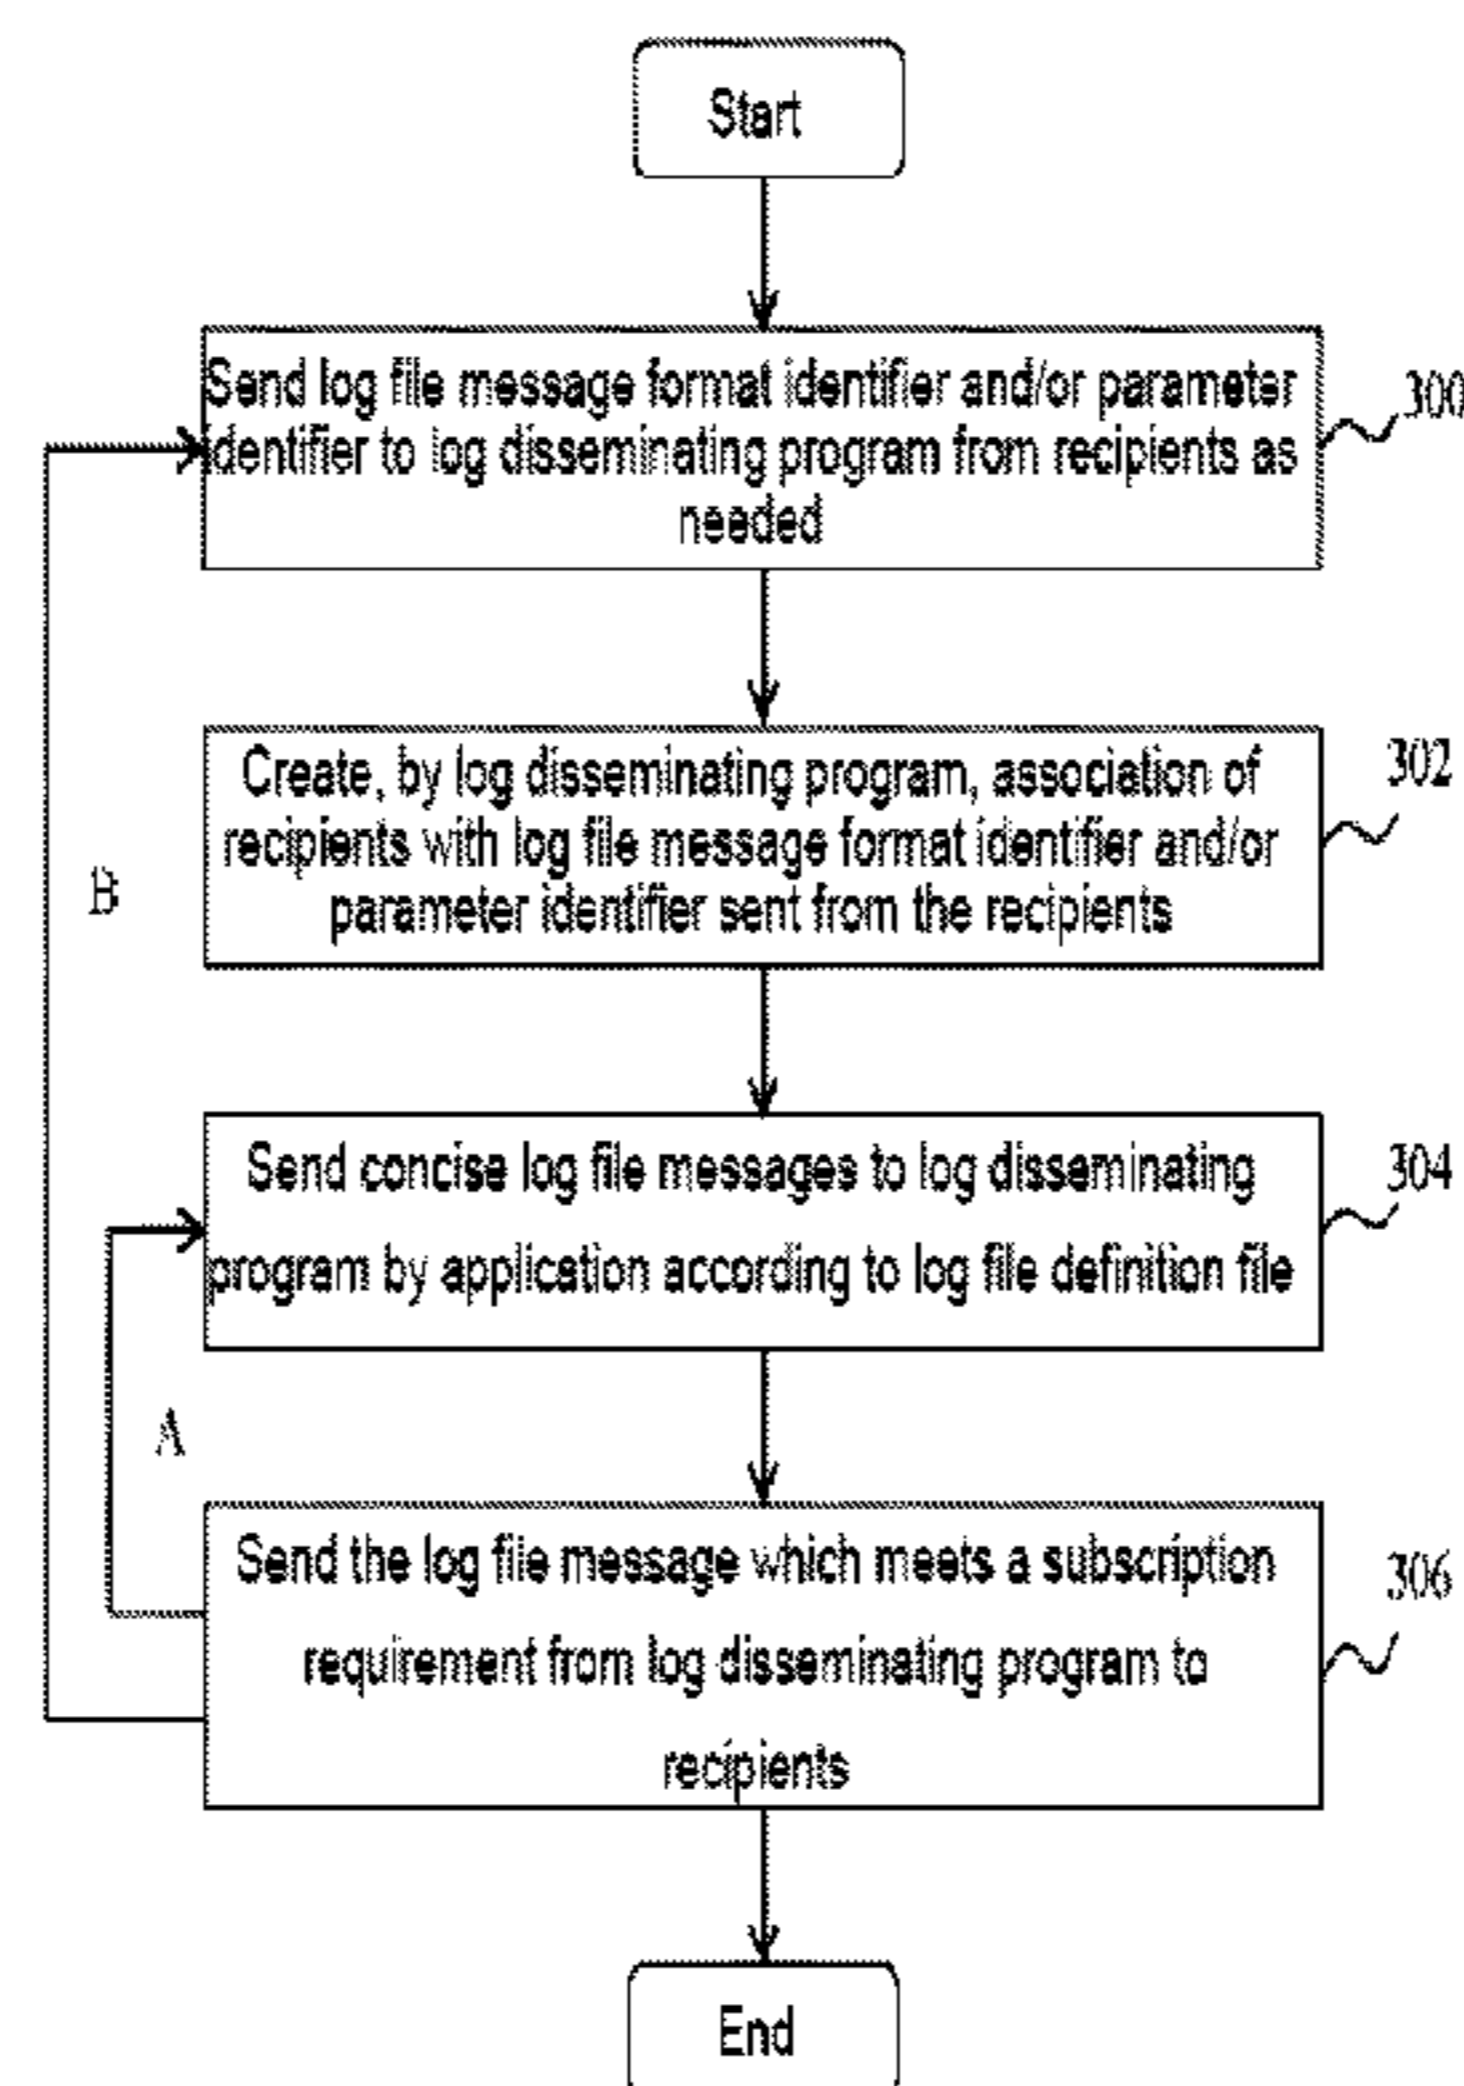 Start
Send log file message format identifier and/or parameter
identifier to log disseminating program from recipients as
needed
300
Create, by log disseminating program, association of
recipients with log file message format identifier and/or
parameter identifier sent from the recipients
302
B
Send concise log file messages to log disseminating
program by application according to log file definition file
304
A
Send the log file message which meets a subscription
requirement from log disseminating program to
recipients
306
End